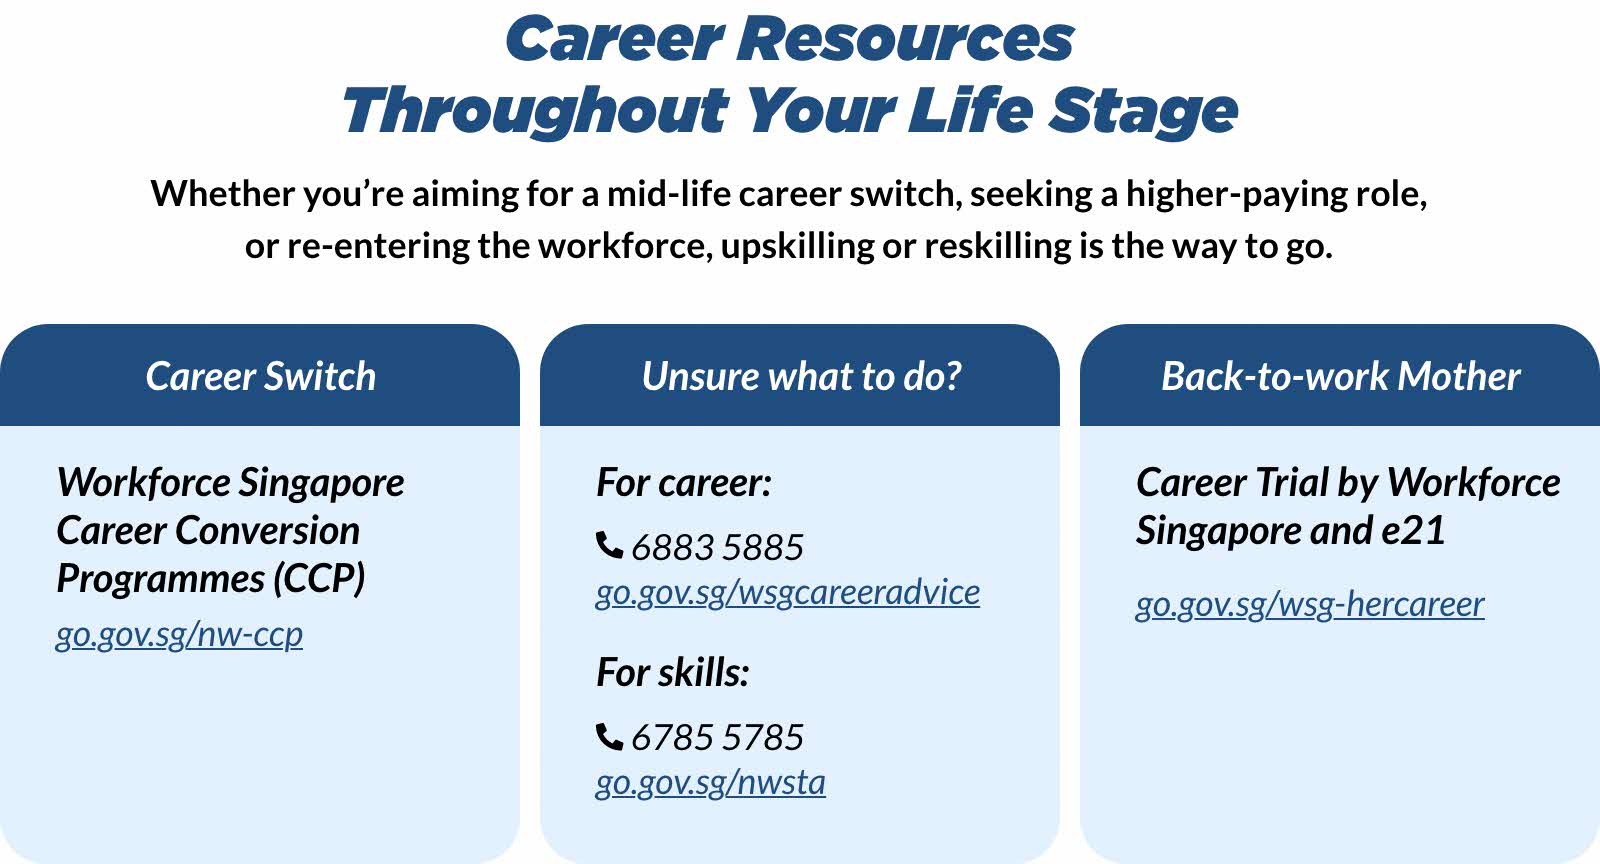 Career Resources
Throughout Your Life Stage
Whether you’re aiming for a mid-life career switch, seeking a higher-paying role,
or re-entering the workforce, upskilling or reskilling is the way to go.
Career Switch
Workforce Singapore
Career Conversion
Programmes (CCP)
go.gov.sg/nw-ccp
Unsure what to do?
For career:
6883 5885
go.gov.sg/wsgcareeradvice
For skills:
6785 5785
go.gov.sg/nwsta
Back-to-work Mother
Career Trial by Workforce
Singapore and e21
go.gov.sg/wsg-hercareer